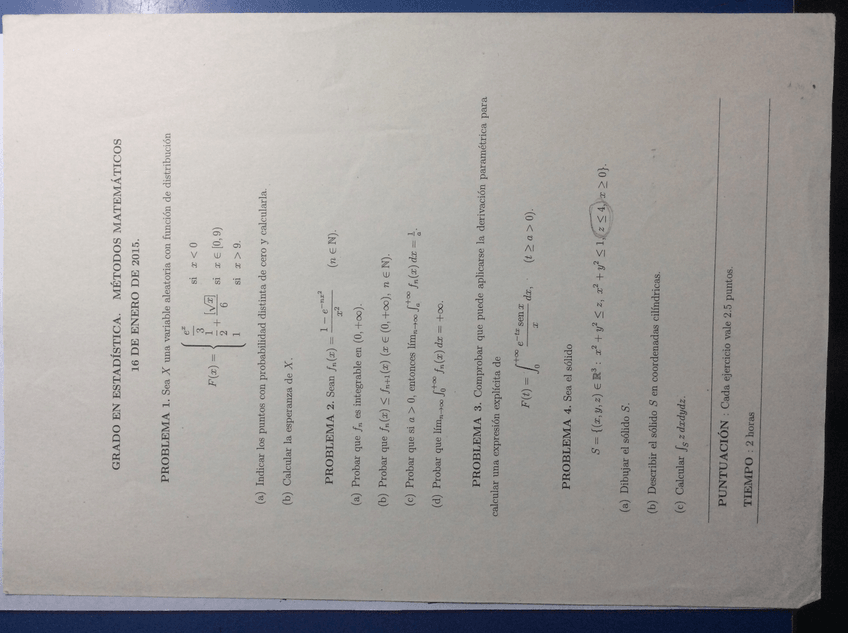 GRADO EN ESTADÍSTICA. MÉTODOS MATEMÁTICOS
16 DE ENERO DE 2015.
PROBLEMA 1. Sea X una variable aleatoria con función de distribución
F(x) = { e^x/3 si x < 0
1/2 + [√x]/6 si x ∈ [0, 9)
1 si x > 9.
(a) Indicar los puntos con probabilidad distinta de cero y calcularla.
(b) Calcular la esperanza de X.
PROBLEMA 2. Sean f_n(x) = (1 − e^{−nx²})/x² (n ∈ ℕ).
(a) Probar que f_n es integrable en (0, +∞).
(b) Probar que f_n(x) ≤ f_{n+1}(x) (x ∈ (0, +∞), n ∈ ℕ).
(c) Probar que si a > 0, entonces lím_{n→∞} ∫_a^{+∞} f_n(x) dx = 1/a.
(d) Probar que lím_{n→∞} ∫_0^{+∞} f_n(x) dx = +∞.
PROBLEMA 3. Comprobar que puede aplicarse la derivación paramétrica para
calcular una expresión explícita de
F(t) = ∫_0^{+∞} (e^{−tx} sen x)/x dx, (t ≥ a > 0).
PROBLEMA 4. Sea el sólido
S = {(x, y, z) ∈ ℝ³ : x² + y² ≤ z, x² + y² ≤ 1, z ≤ 4, x ≥ 0}.
(a) Dibujar el sólido S.
(b) Describir el sólido S en coordenadas cilíndricas.
(c) Calcular ∫_S z dxdydz.
PUNTUACIÓN : Cada ejercicio vale 2.5 puntos.
TIEMPO : 2 horas